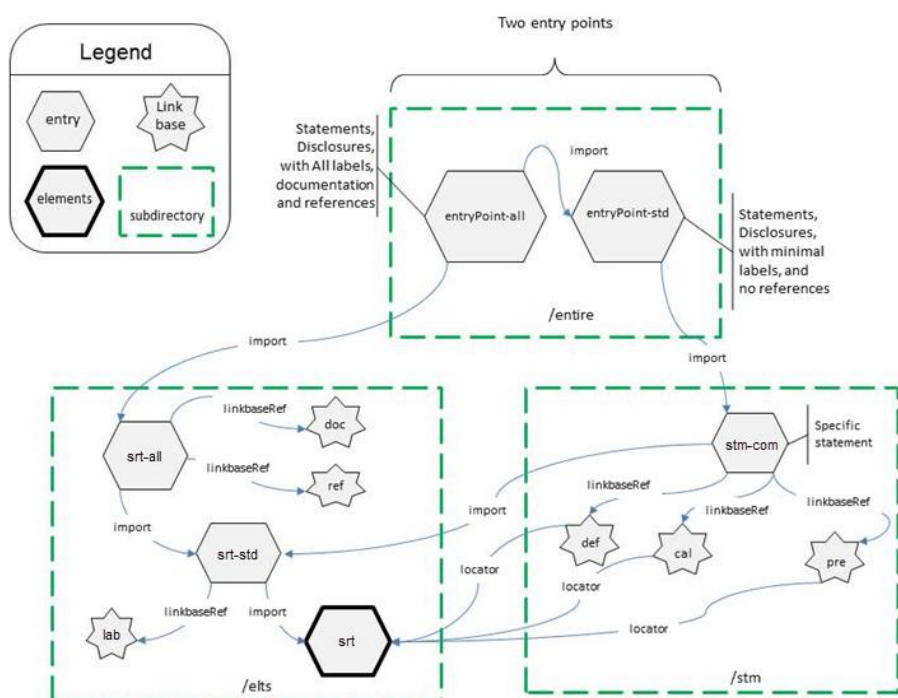 Two entry points
Legend
entry
Link
base
elements
subdirectory
Statements,
Disclosures,
with All labels,
documentation
and references
import
entryPoint-all
entryPoint-std
Statements,
Disclosures,
with minimal
labels, and
no references
/entire
import
import
linkbaseRef
doc
srt-all
linkbaseRef
ref
import
srt-std
linkbaseRef
import
lab
srt
/elts
stm-com
Specific
statement
import
linkbaseRef
linkbaseRef
linkbaseRef
def
cal
pre
locator
locator
locator
/stm